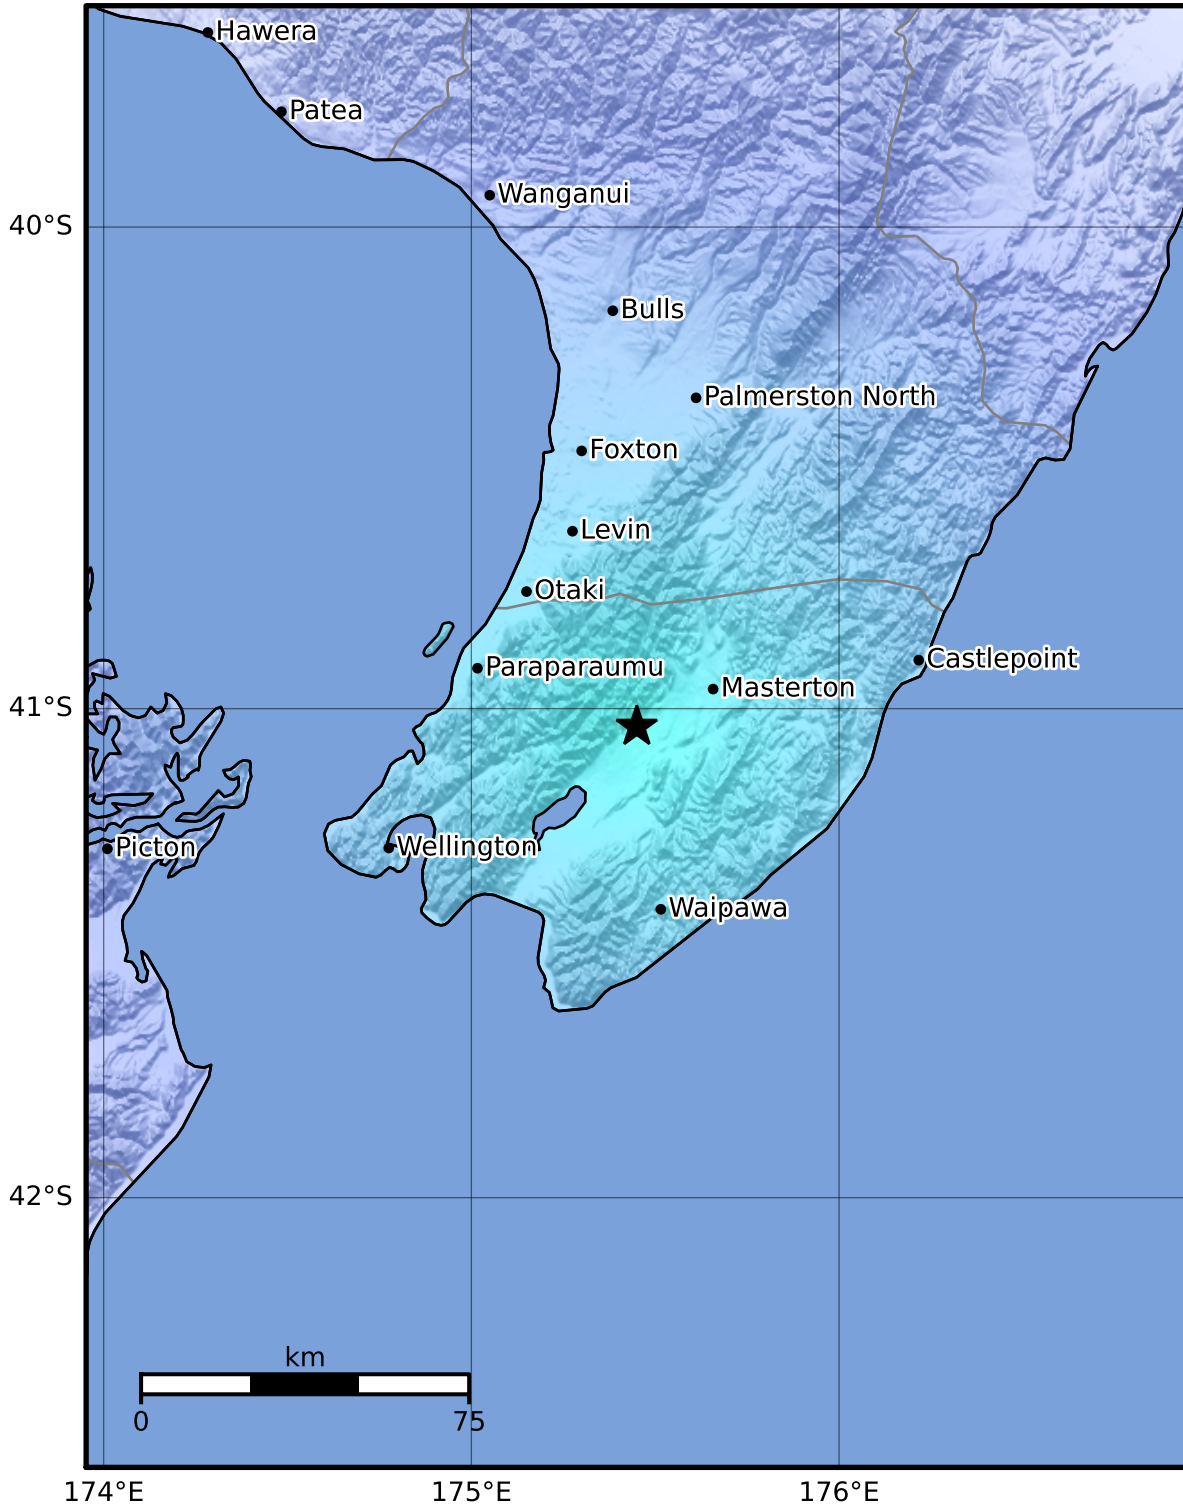 Hawera
Patea
Wanganui
40°S
Bulls
Palmerston North
Foxton
Levin
Otaki
Castlepoint
Paraparaumu
Masterton
41°S
Picton
Wellington
Waipawa
42°S
km
0
75
174°E
175°E
176°E